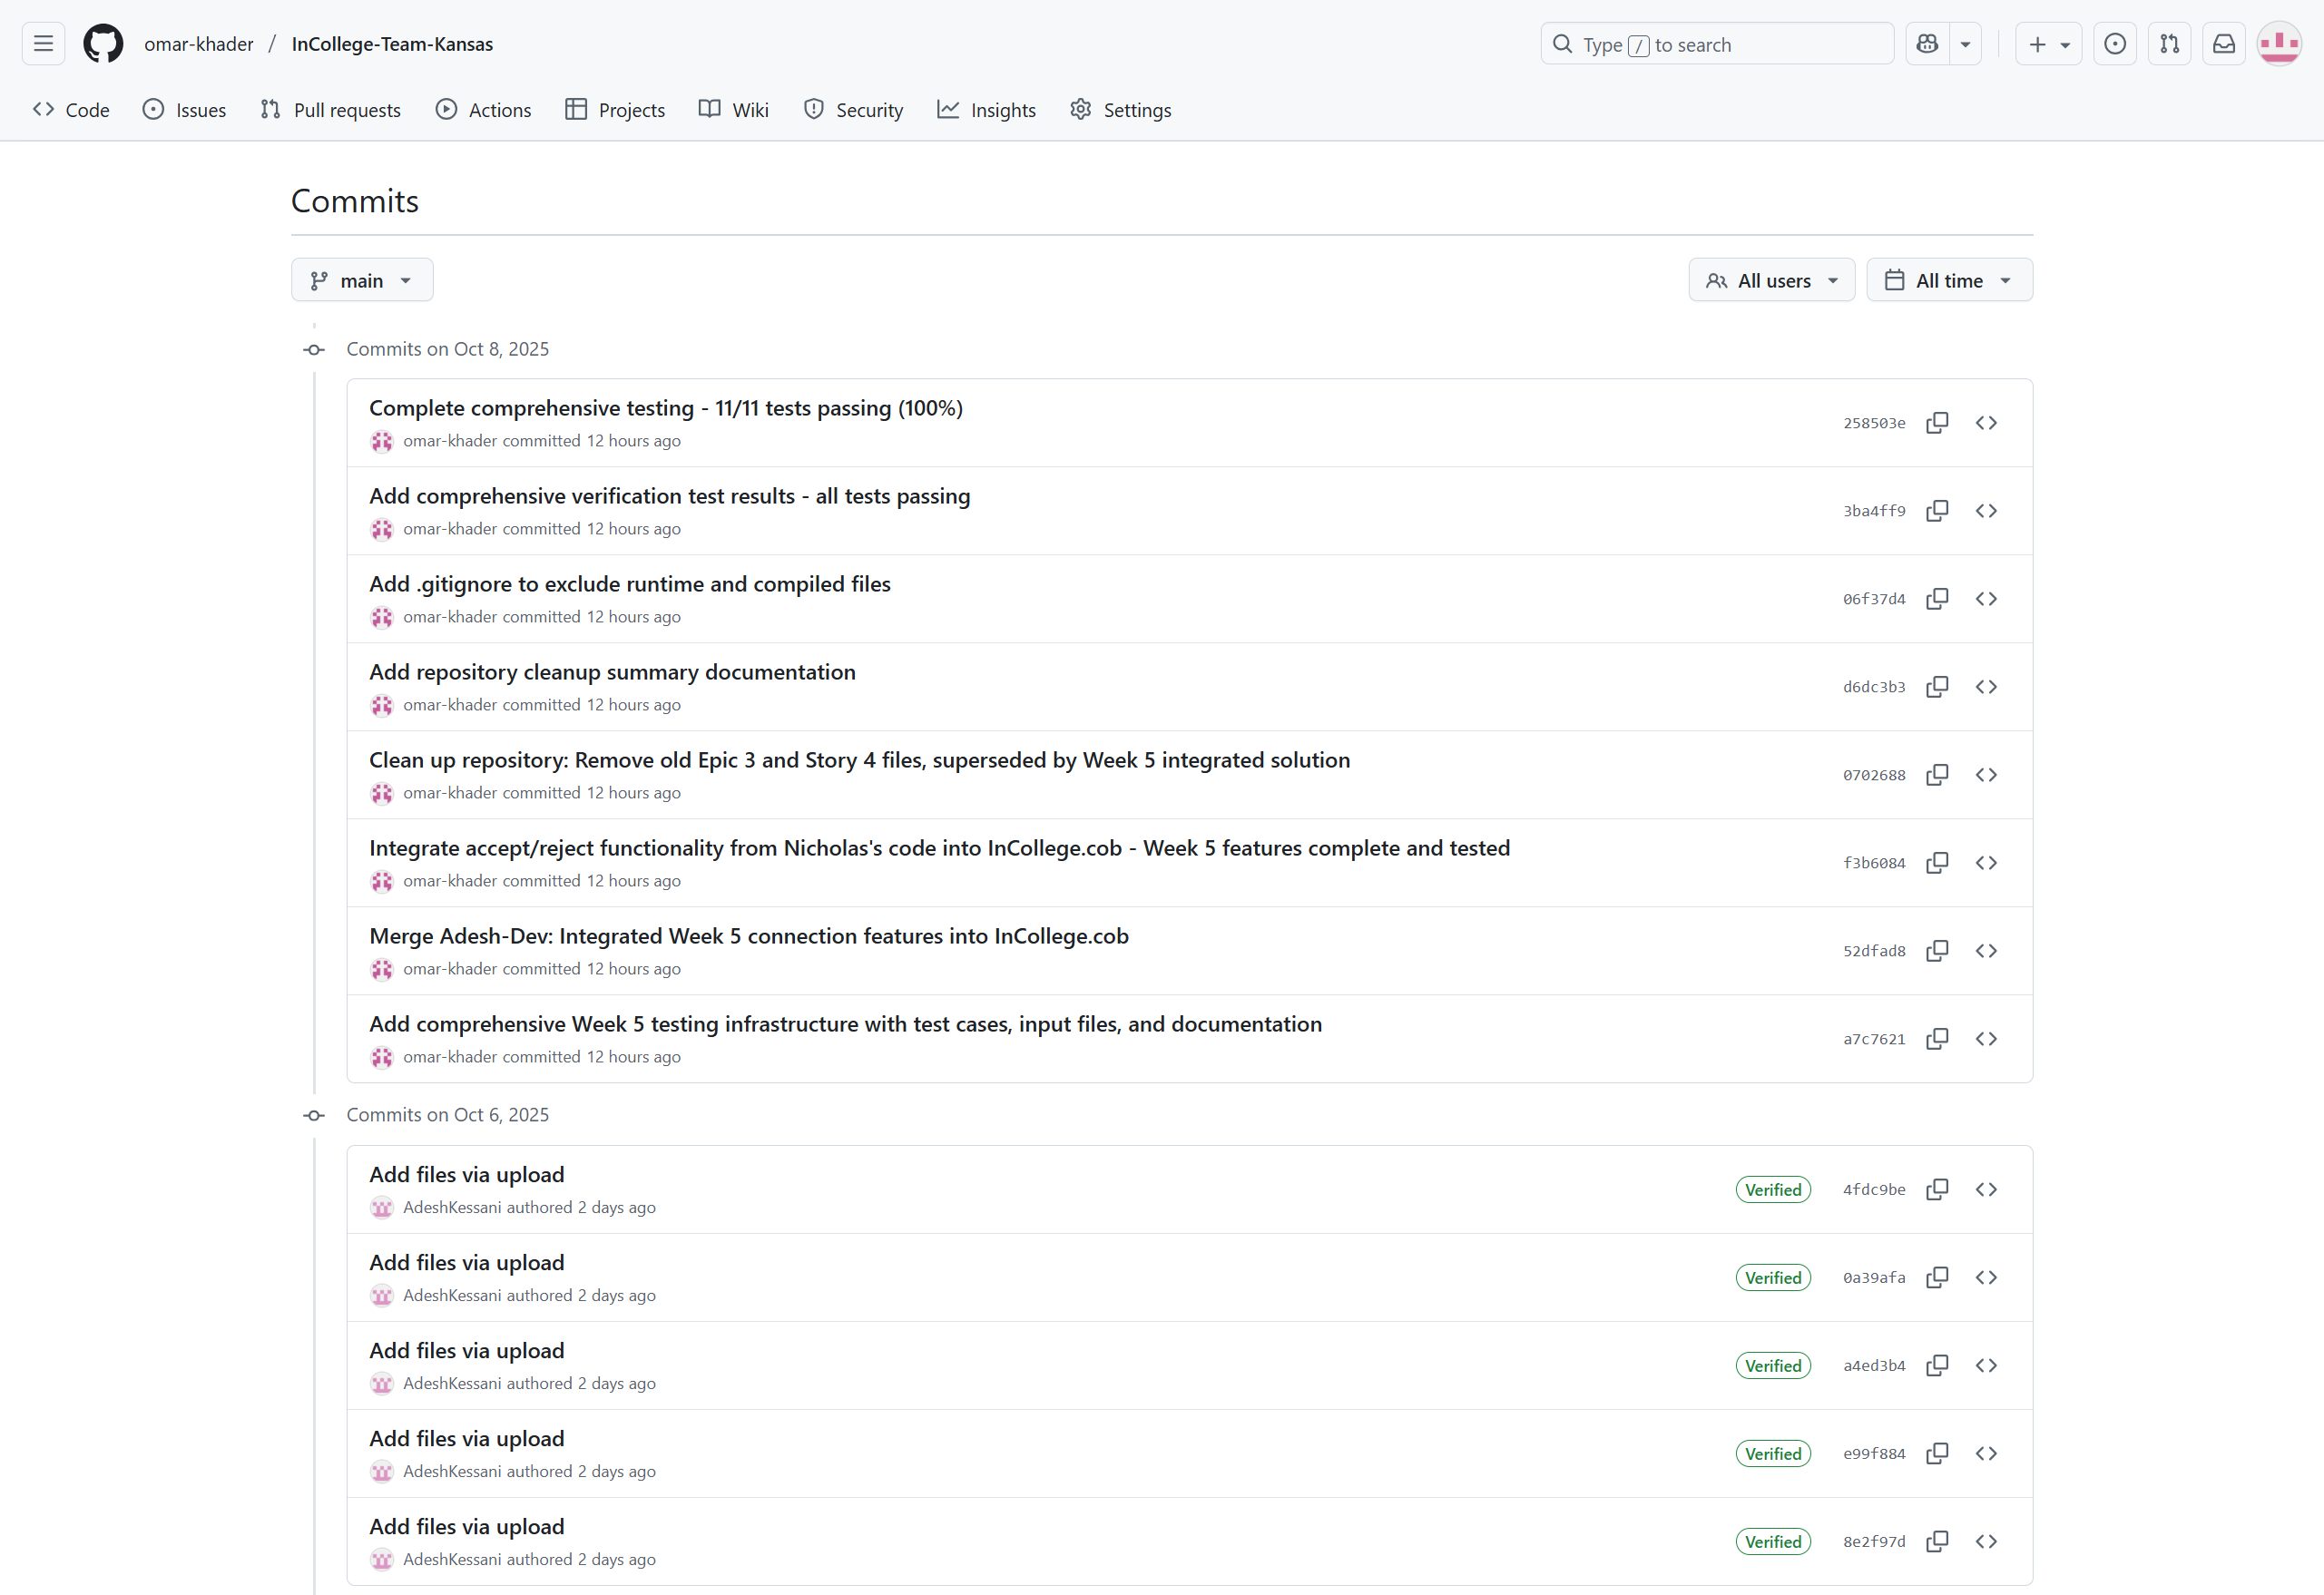 omar-khader / InCollege-Team-Kansas
Type / to search
Code Issues Pull requests Actions Projects Wiki Security Insights Settings
Commits
main All users All time
Commits on Oct 8, 2025
Complete comprehensive testing - 11/11 tests passing (100%)
omar-khader committed 12 hours ago
258503e
Add comprehensive verification test results - all tests passing
omar-khader committed 12 hours ago
3ba4ff9
Add .gitignore to exclude runtime and compiled files
omar-khader committed 12 hours ago
06f37d4
Add repository cleanup summary documentation
omar-khader committed 12 hours ago
d6dc3b3
Clean up repository: Remove old Epic 3 and Story 4 files, superseded by Week 5 integrated solution
omar-khader committed 12 hours ago
0702688
Integrate accept/reject functionality from Nicholas's code into InCollege.cob - Week 5 features complete and tested
omar-khader committed 12 hours ago
f3b6084
Merge Adesh-Dev: Integrated Week 5 connection features into InCollege.cob
omar-khader committed 12 hours ago
52dfad8
Add comprehensive Week 5 testing infrastructure with test cases, input files, and documentation
omar-khader committed 12 hours ago
a7c7621
Commits on Oct 6, 2025
Add files via upload
AdeshKessani authored 2 days ago
Verified 4fdc9be
Add files via upload
AdeshKessani authored 2 days ago
Verified 0a39afa
Add files via upload
AdeshKessani authored 2 days ago
Verified a4ed3b4
Add files via upload
AdeshKessani authored 2 days ago
Verified e99f884
Add files via upload
AdeshKessani authored 2 days ago
Verified 8e2f97d